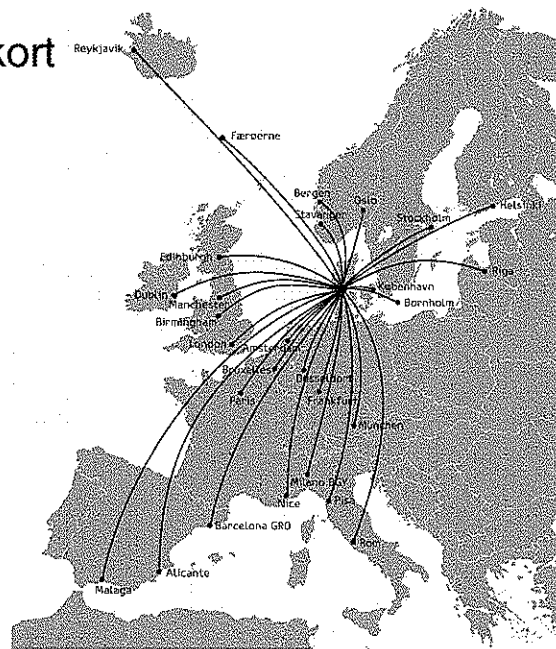 kort
Reykjavik
Færøerne
Bergen
Oslo
Stavanger
Stockholm
Helsinki
Edinburgh
Riga
København
Dublin
Manchester
Bornholm
Birmingham
London
Amsterdam
Bruxelles
Düsseldorf
Paris
Frankfurt
München
Milano BGY
Nice
Pisa
Barcelona GRO
Rom
Alicante
Malaga